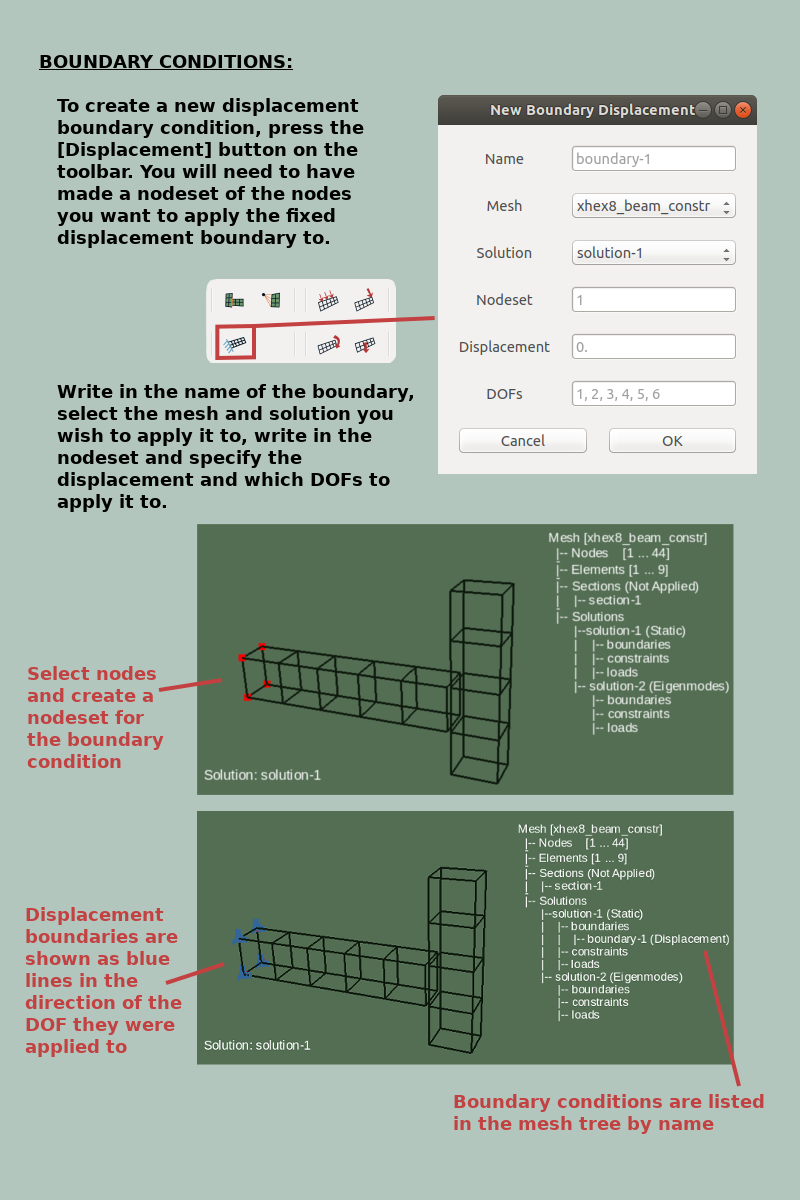 BOUNDARY CONDITIONS:
To create a new displacement
boundary condition, press the
[Displacement] button on the
toolbar. You will need to have
made a nodeset of the nodes
you want to apply the fixed
displacement boundary to.
New Boundary Displacement
Name boundary-1
Mesh xhex8_beam_constr
Solution solution-1
Nodeset 1
Displacement 0.
DOFs 1, 2, 3, 4, 5, 6
Cancel OK
Write in the name of the boundary,
select the mesh and solution you
wish to apply it to, write in the
nodeset and specify the
displacement and which DOFs to
apply it to.
Mesh [xhex8_beam_constr]
|-- Nodes [1 ... 44]
|-- Elements [1 ... 9]
|-- Sections (Not Applied)
| |-- section-1
|-- Solutions
|--solution-1 (Static)
| |-- boundaries
| |-- constraints
| |-- loads
|-- solution-2 (Eigenmodes)
|-- boundaries
|-- constraints
|-- loads
Solution: solution-1
Select nodes
and create a
nodeset for
the boundary
condition
Mesh [xhex8_beam_constr]
|-- Nodes [1 ... 44]
|-- Elements [1 ... 9]
|-- Sections (Not Applied)
| |-- section-1
|-- Solutions
|--solution-1 (Static)
| |-- boundaries
| | |-- boundary-1 (Displacement)
| |-- constraints
| |-- loads
|-- solution-2 (Eigenmodes)
|-- boundaries
|-- constraints
|-- loads
Solution: solution-1
Displacement
boundaries are
shown as blue
lines in the
direction of the
DOF they were
applied to
Boundary conditions are listed
in the mesh tree by name